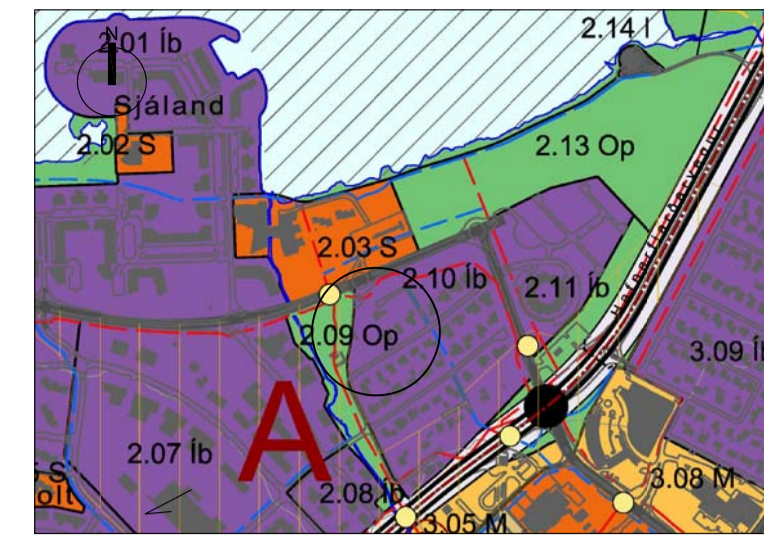 N
2.01 Íb
2.14 I
Sjáland
2.02 S
2.13 Op
2.03 S
2.10 Íb
2.11 Íb
2.09 Op
3.09 Í
A
2.07 Íb
2.08 Íb
S
olt
3.08 M
3.05 M